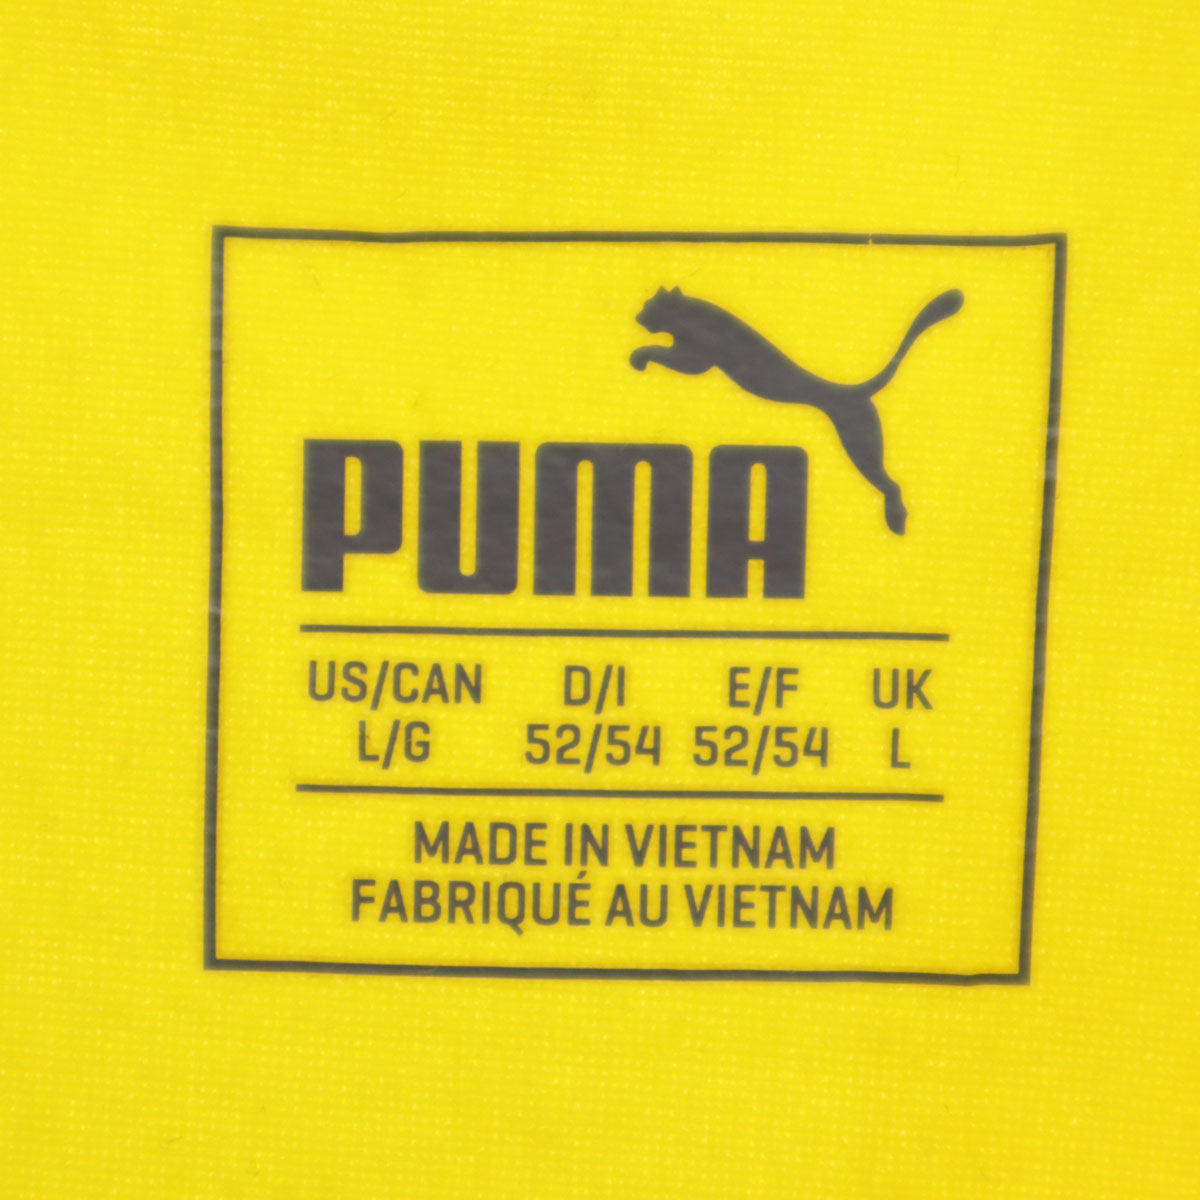 PUMA
US/CAN D/I E/F UK
L/G 52/54 52/54 L
MADE IN VIETNAM
FABRIQUÉ AU VIETNAM